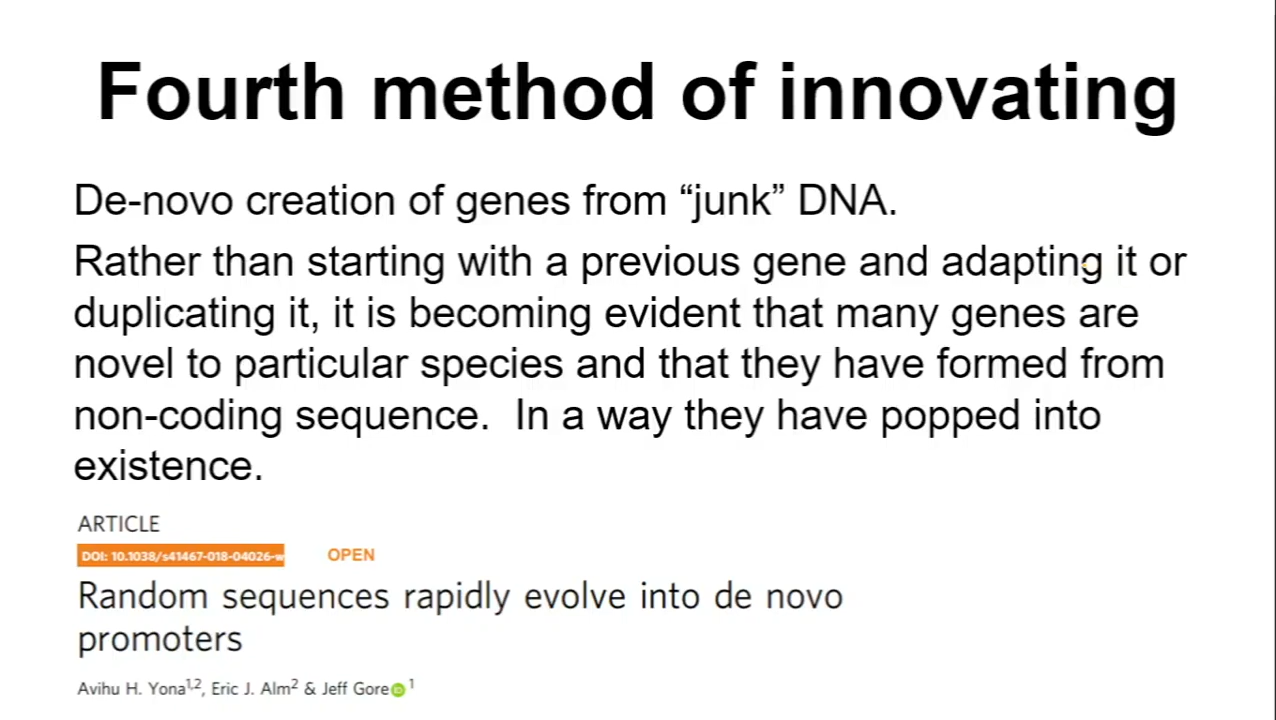 Fourth method of innovating
De-novo creation of genes from “junk” DNA.
Rather than starting with a previous gene and adapting it or
duplicating it, it is becoming evident that many genes are
novel to particular species and that they have formed from
non-coding sequence.  In a way they have popped into
existence.
ARTICLE
DOI: 10.1038/s41467-018-04026-w OPEN
Random sequences rapidly evolve into de novo
promoters
Avihu H. Yona1,2, Eric J. Alm2 & Jeff Gore iD 1